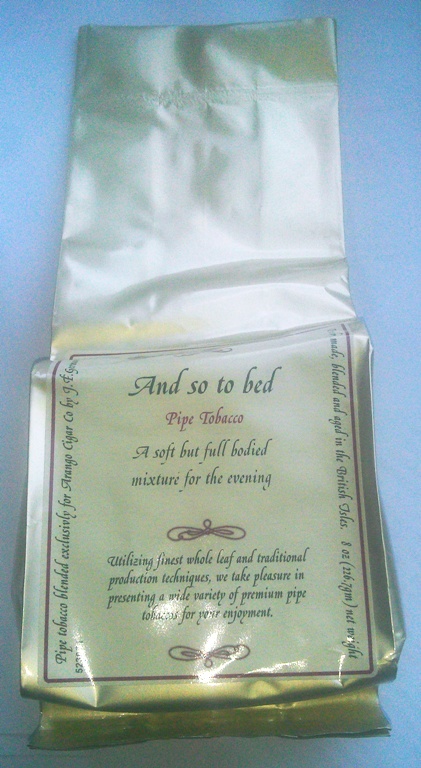 And so to bed
Pipe Tobacco
A soft but full bodied
mixture for the evening
Utilizing finest whole leaf and traditional
production techniques, we take pleasure in
presenting a wide variety of premium pipe
tobaccos for your enjoyment.
Pipe tobacco blended exclusivly for Arango Cigar Co by J.F.
made, blended and aged in the British Isles. 8 oz (226.79m) net weight